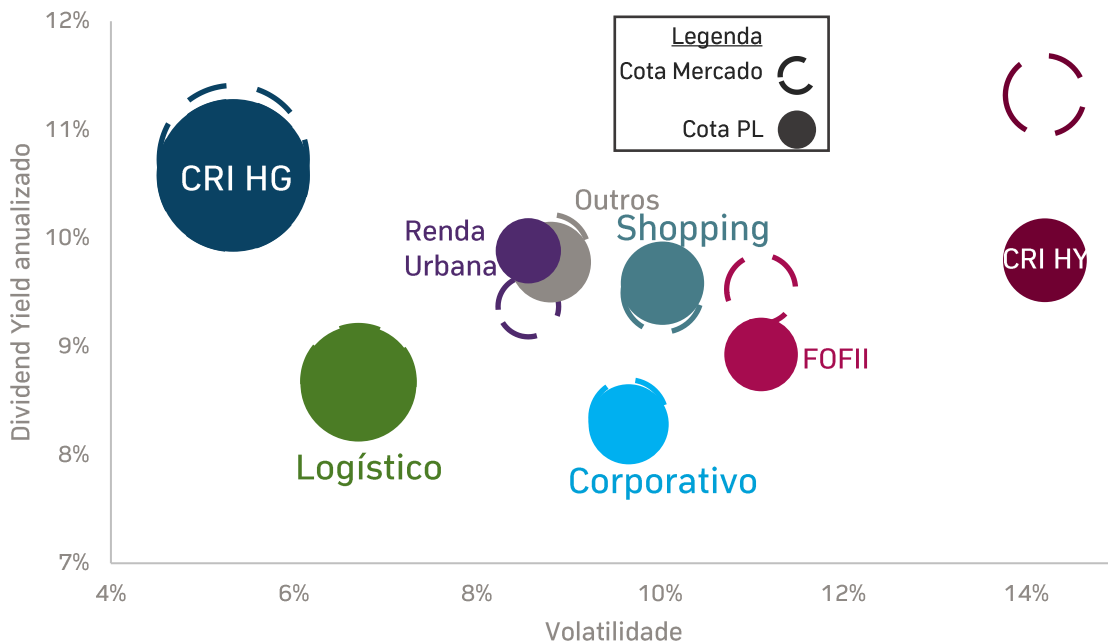 12%
11%
10%
9%
8%
7%
Dividend Yield anualizado
Legenda
Cota Mercado
Cota PL
CRI HG
Outros
Renda
Urbana
Shopping
CRI HY
FOFII
Logístico
Corporativo
4%
6%
8%
10%
12%
14%
Volatilidade